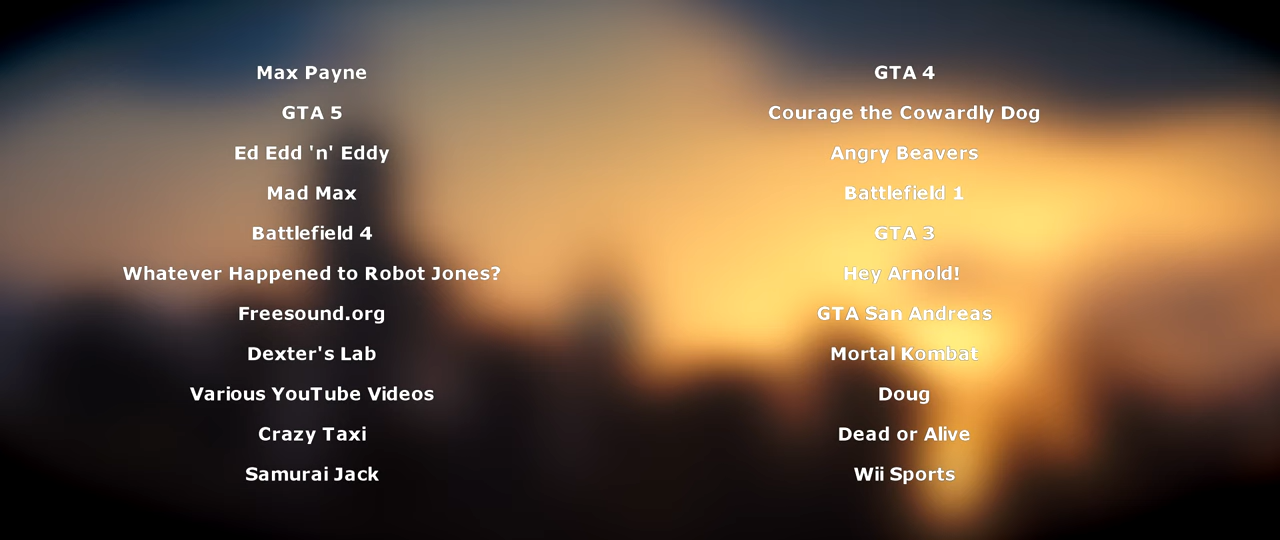 Max Payne
GTA 5
Ed Edd 'n' Eddy
Mad Max
Battlefield 4
Whatever Happened to Robot Jones?
Freesound.org
Dexter's Lab
Various YouTube Videos
Crazy Taxi
Samurai Jack
GTA 4
Courage the Cowardly Dog
Angry Beavers
Battlefield 1
GTA 3
Hey Arnold!
GTA San Andreas
Mortal Kombat
Doug
Dead or Alive
Wii Sports